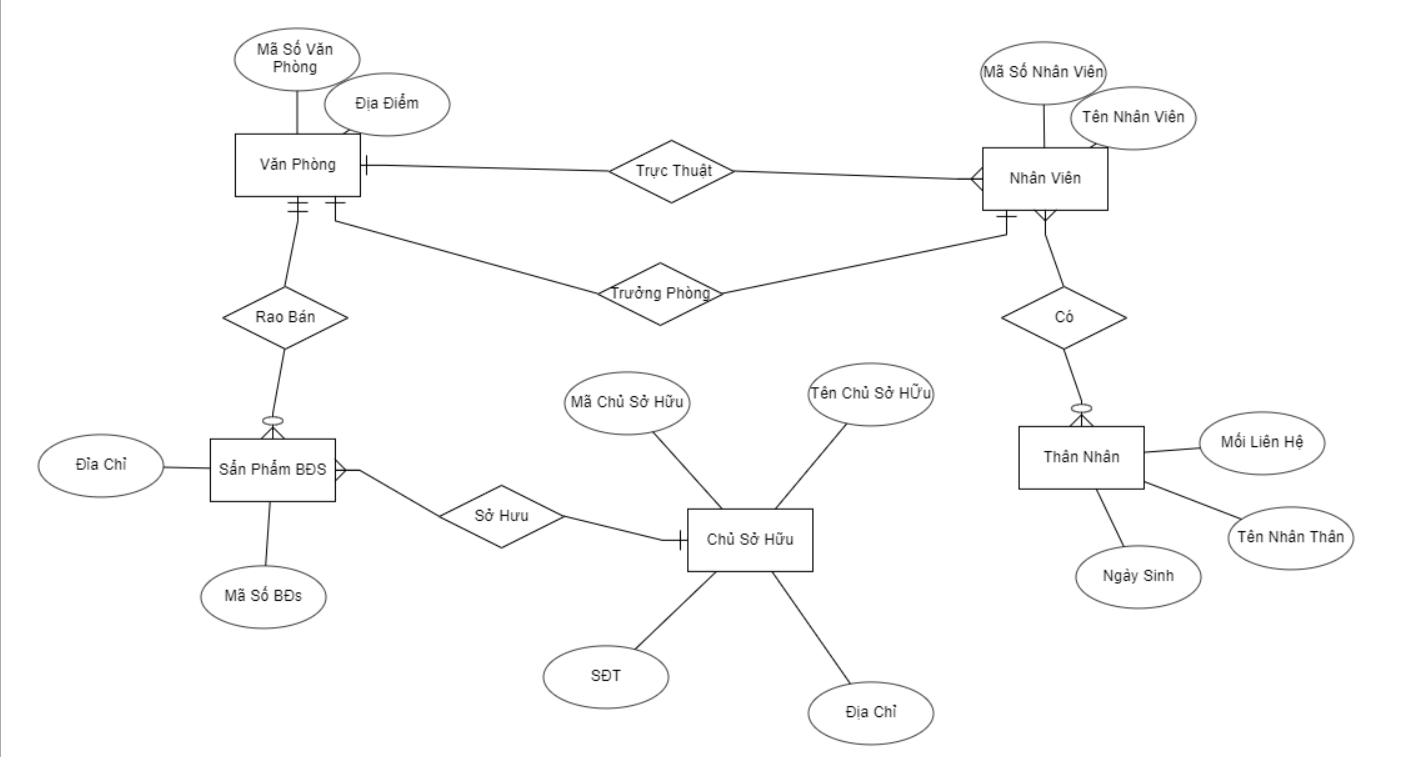 Mã Số Văn
Phòng
Địa Điểm
Mã Số Nhân Viên
Tên Nhân Viên
Văn Phòng
Trực Thuật
Nhân Viên
Trưởng Phòng
Rao Bán
Có
Mã Chủ Sở Hữu
Tên Chủ Sở HỮu
Đỉa Chỉ
Sẩn Phẩm BĐS
Sở Hưu
Chủ Sở Hữu
Thân Nhân
Mối Liên Hệ
Tên Nhân Thân
Ngày Sinh
Mã Số BĐs
SĐT
Địa Chỉ